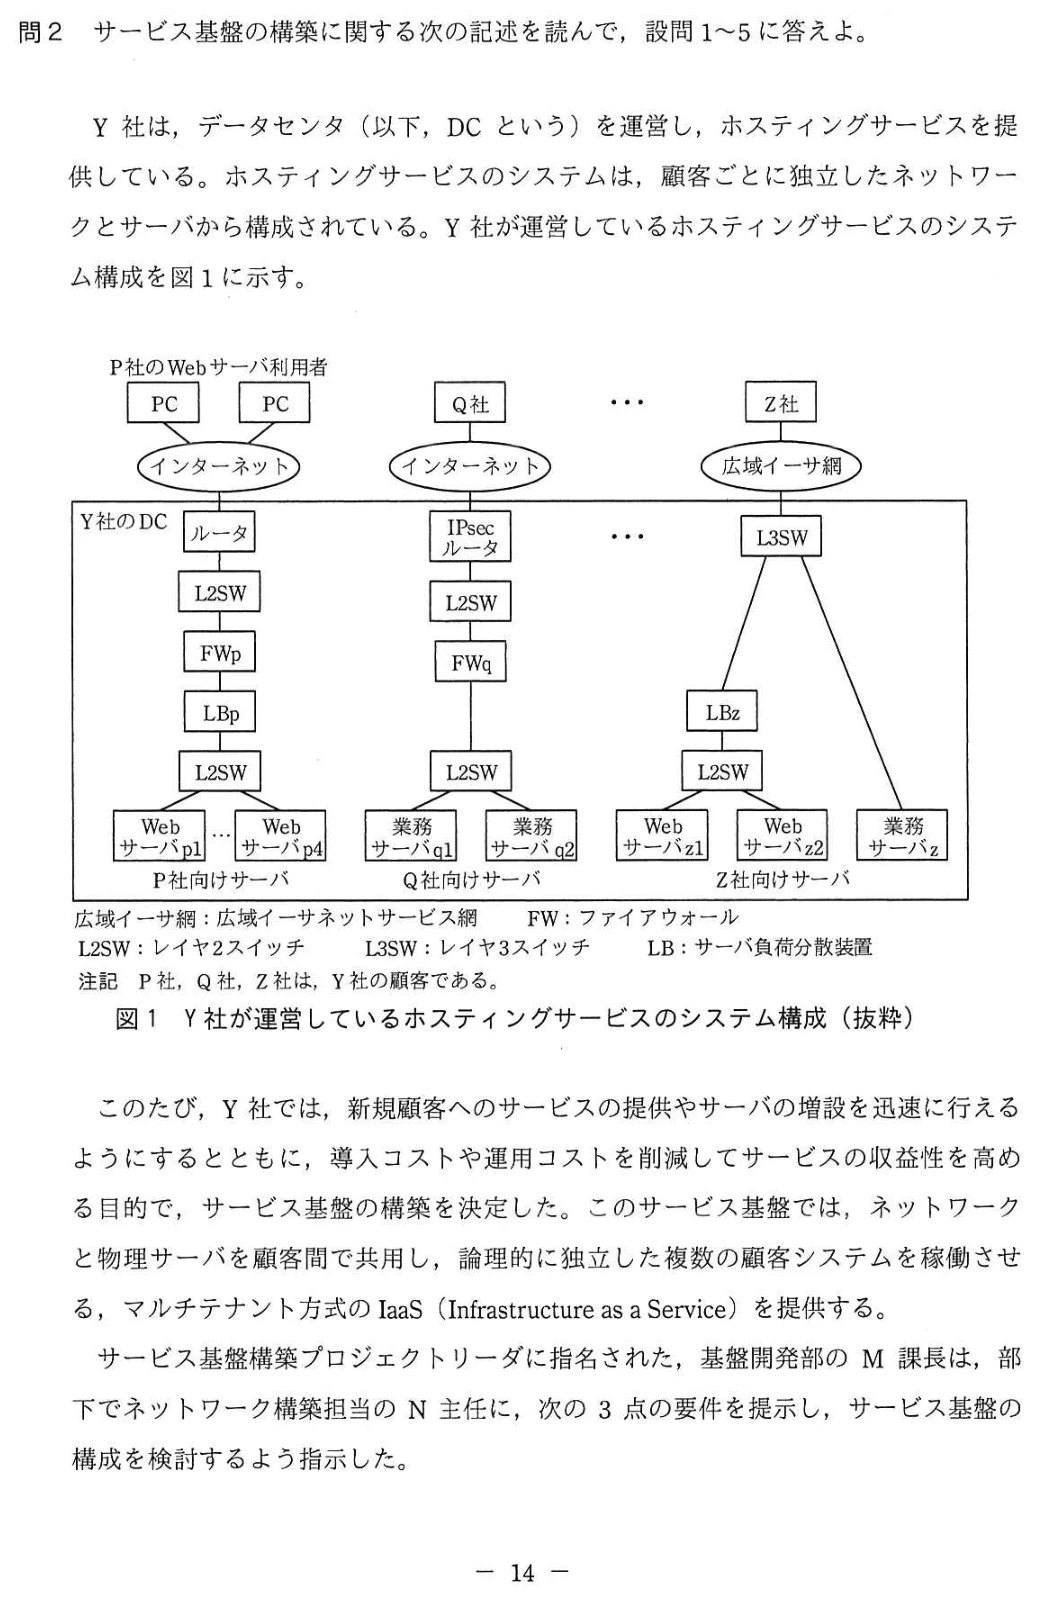 問2 サービス基盤の構築に関する次の記述を読んで，設問1～5に答えよ。
Y 社は，データセンタ（以下，DC という）を運営し，ホスティングサービスを提
供している。ホスティングサービスのシステムは，顧客ごとに独立したネットワー
クとサーバから構成されている。Y 社が運営しているホスティングサービスのシステ
ム構成を図1に示す。
P社のWebサーバ利用者
PC PC Q社 … Z社
インターネット インターネット 広域イーサ網
Y社のDC
ルータ IPsec … L3SW
ルータ
L2SW L2SW
FWp FWq
LBp LBz
L2SW L2SW L2SW
Web … Web 業務 業務 Web Web 業務
サーバp1 サーバp4 サーバq1 サーバq2 サーバz1 サーバz2 サーバz
P社向けサーバ Q社向けサーバ Z社向けサーバ
広域イーサ網：広域イーサネットサービス網 FW：ファイアウォール
L2SW：レイヤ2スイッチ L3SW：レイヤ3スイッチ LB：サーバ負荷分散装置
注記 P社，Q社，Z社は，Y社の顧客である。
図1 Y社が運営しているホスティングサービスのシステム構成（抜粋）
このたび，Y 社では，新規顧客へのサービスの提供やサーバの増設を迅速に行える
ようにするとともに，導入コストや運用コストを削減してサービスの収益性を高め
る目的で，サービス基盤の構築を決定した。このサービス基盤では，ネットワーク
と物理サーバを顧客間で共用し，論理的に独立した複数の顧客システムを稼働させ
る，マルチテナント方式の IaaS（Infrastructure as a Service）を提供する。
サービス基盤構築プロジェクトリーダに指名された，基盤開発部の M 課長は，部
下でネットワーク構築担当の N 主任に，次の 3 点の要件を提示し，サービス基盤の
構成を検討するよう指示した。
－ 14 －